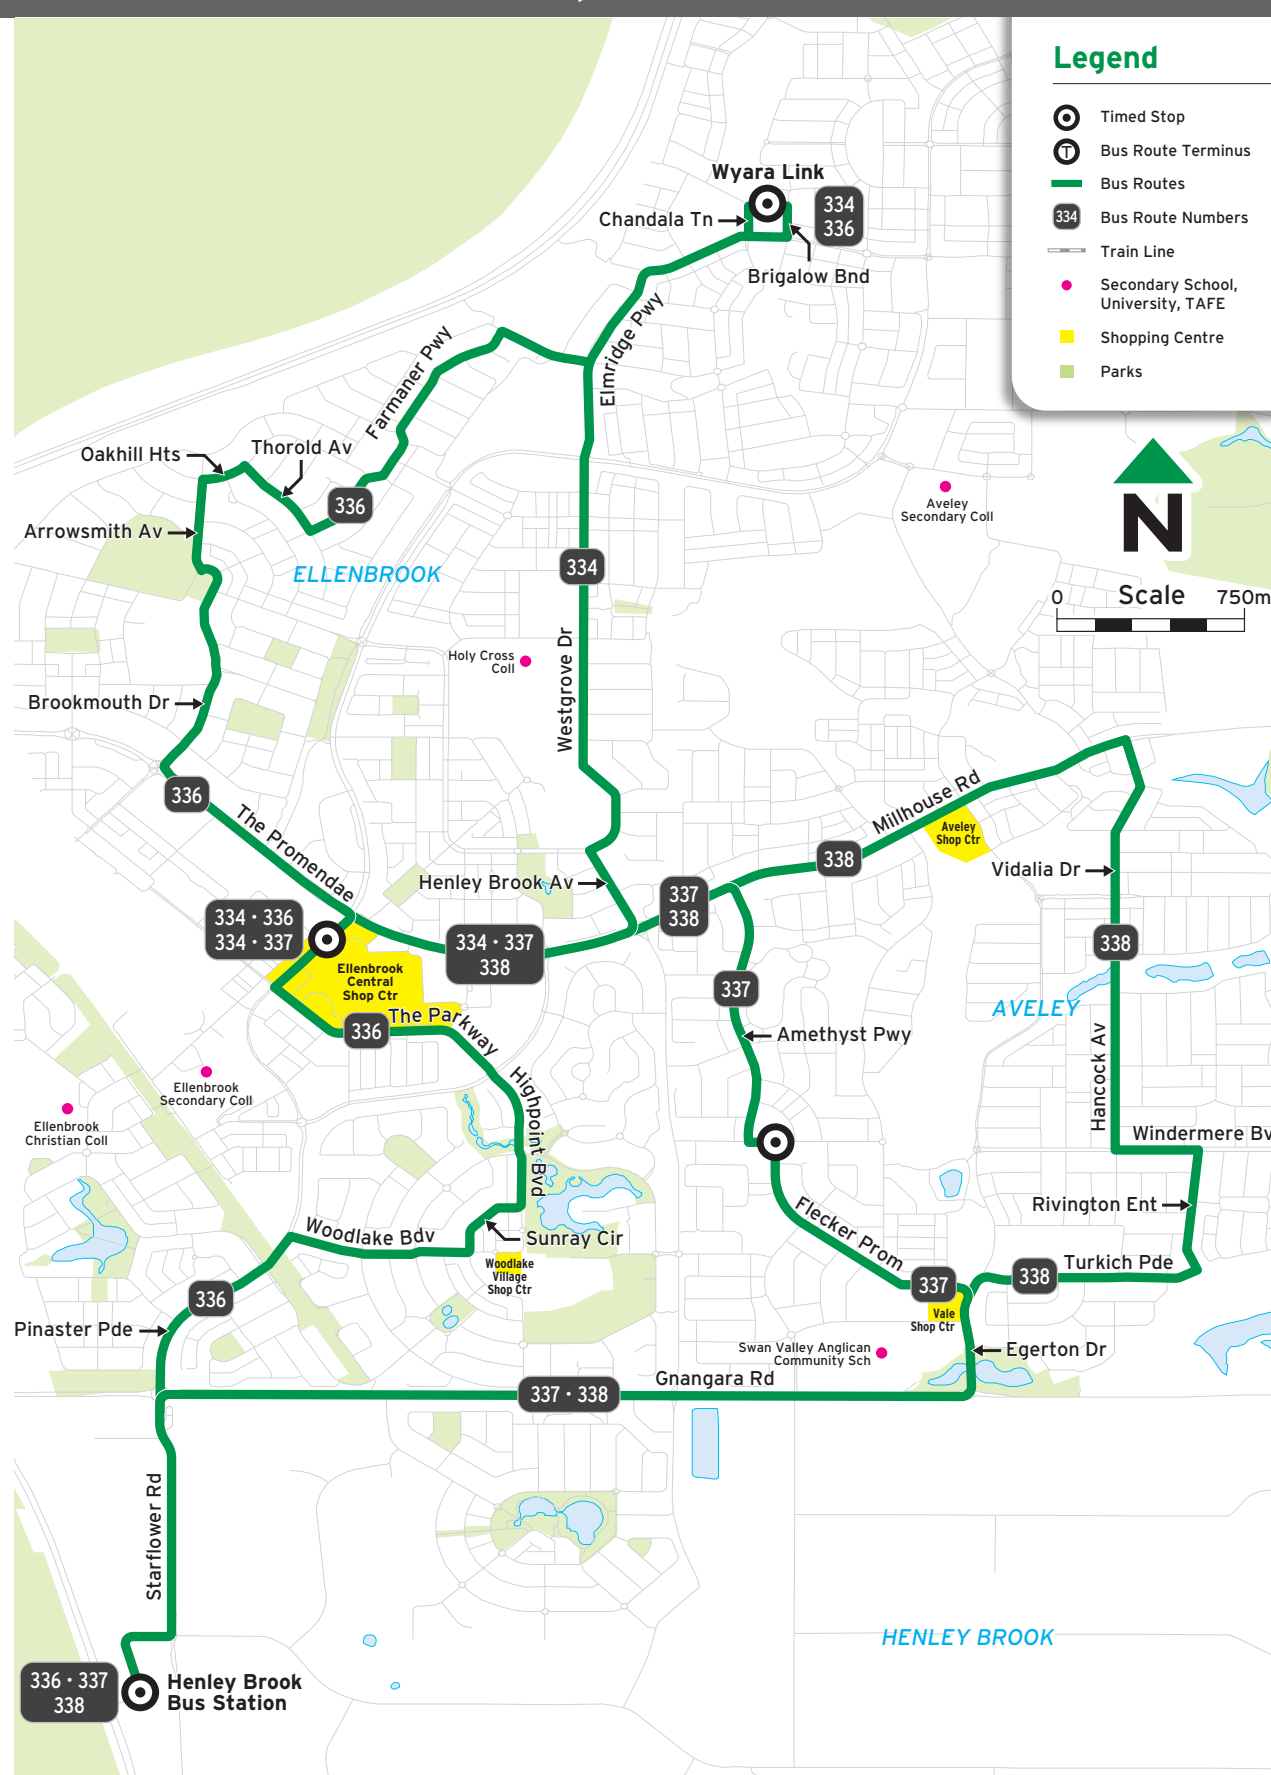 Legend
Timed Stop
T
Bus Route Terminus
Bus Routes
334
Bus Route Numbers
Train Line
Secondary School,
University, TAFE
Shopping Centre
Parks
N
0 Scale 750m
Wyara Link
334
336
Chandala Tn
Brigalow Bnd
Elmridge Pwy
Farmaner Pwy
Thorold Av
Oakhill Hts
336
Arrowsmith Av
ELLENBROOK
334
Aveley
Secondary Coll
Holy Cross
Coll
Westgrove Dr
Brookmouth Dr
336
The Promendae
Millhouse Rd
Aveley
Shop Ctr
338
Vidalia Dr
Henley Brook Av
337
338
334 • 336
334 • 337
334 • 337
338
338
Ellenbrook
Central
Shop Ctr
337
AVELEY
The Parkway
336
Amethyst Pwy
Hancock Av
Highpoint Bvd
Ellenbrook
Secondary Coll
Ellenbrook
Christian Coll
Windermere Bv
Rivington Ent
Flecker Prom
Woodlake Bdv
Sunray Cir
Woodlake
Village
Shop Ctr
Turkich Pde
338
337
336
Vale
Shop Ctr
Pinaster Pde
Swan Valley Anglican
Community Sch
Egerton Dr
Gnangara Rd
337 • 338
Starflower Rd
HENLEY BROOK
336 • 337
338
Henley Brook
Bus Station